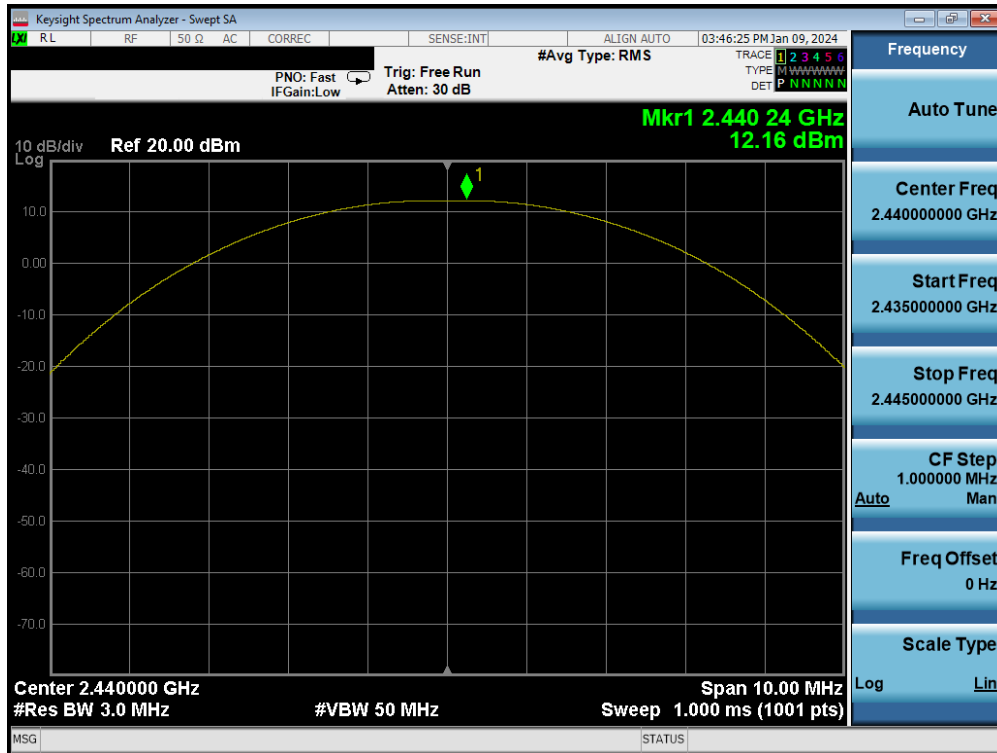 Keysight Spectrum Analyzer - Swept SA
LXI RL RF 50 Ω AC CORREC SENSE:INT ALIGN AUTO 03:46:25 PM Jan 09, 2024
#Avg Type: RMS
TRACE 1 2 3 4 5 6
PNO: Fast Trig: Free Run
TYPE M WWWWW
IFGain:Low Atten: 30 dB
DET P N N N N N
Mkr1 2.440 24 GHz
12.16 dBm
10 dB/div Ref 20.00 dBm
Log
1
10.0
0.00
-10.0
-20.0
-30.0
-40.0
-50.0
-60.0
-70.0
Center 2.440000 GHz Span 10.00 MHz
#Res BW 3.0 MHz #VBW 50 MHz Sweep 1.000 ms (1001 pts)
MSG STATUS
Frequency
Auto Tune
Center Freq
2.440000000 GHz
Start Freq
2.435000000 GHz
Stop Freq
2.445000000 GHz
CF Step
1.000000 MHz
Auto Man
Freq Offset
0 Hz
Scale Type
Log Lin